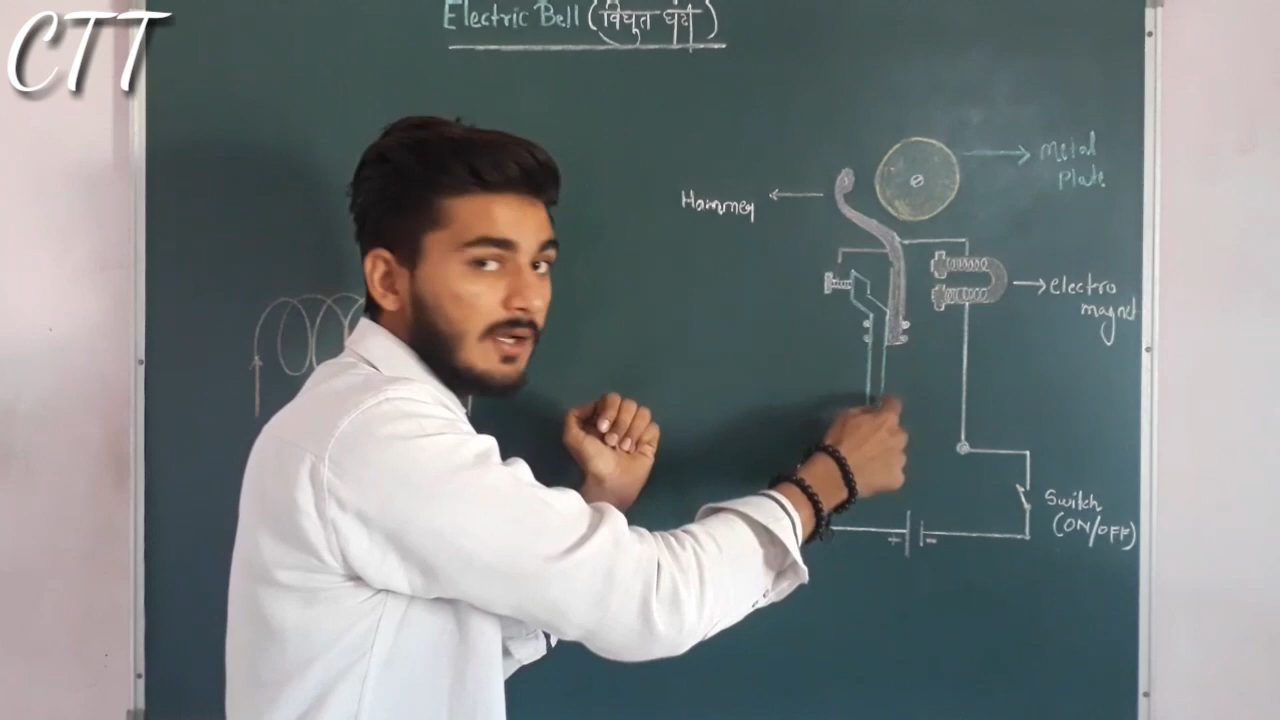 CTT
Electric Bell (विद्युत घंटी)
Metal
Plate
Hammer
electro
magnet
Switch
(ON/OFF)
+ -